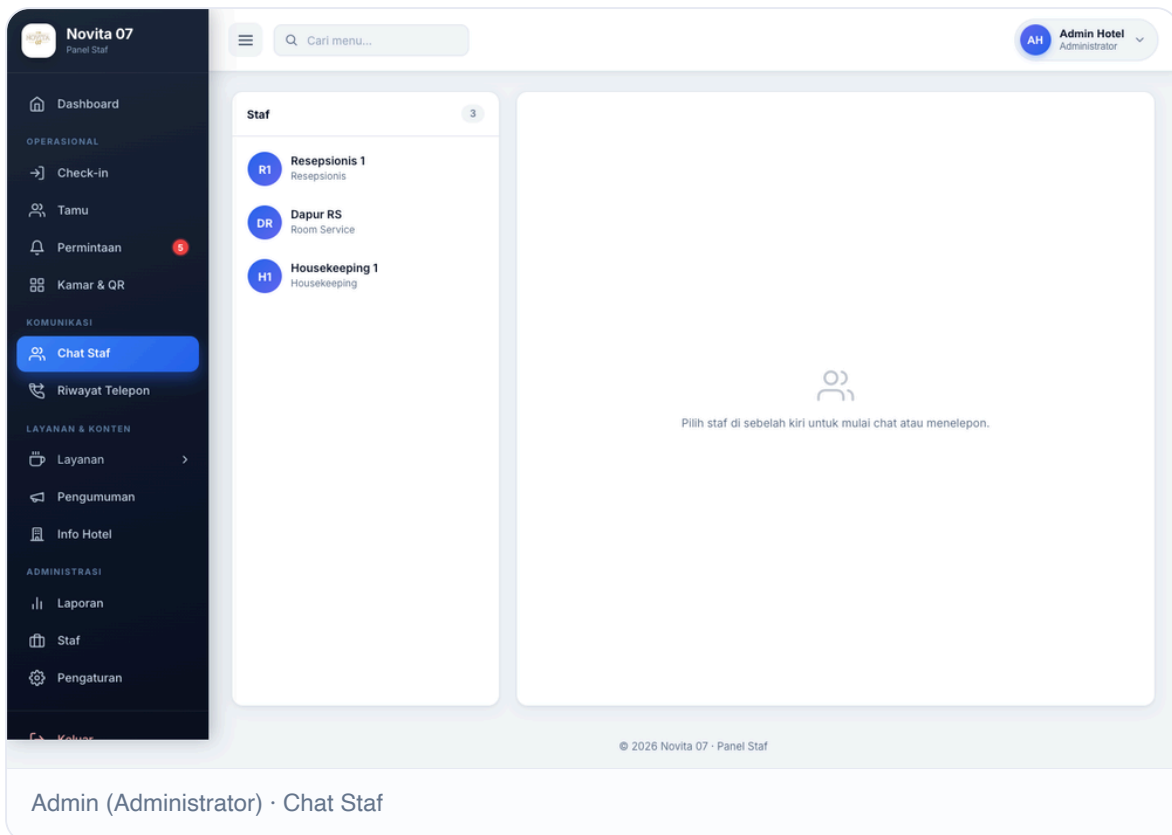 Novita 07
Panel Staf
Cari menu...
AH
Admin Hotel
Administrator
Dashboard
OPERASIONAL
Check-in
Tamu
Permintaan
5
Kamar & QR
KOMUNIKASI
Chat Staf
Riwayat Telepon
LAYANAN & KONTEN
Layanan
Pengumuman
Info Hotel
ADMINISTRASI
Laporan
Staf
Pengaturan
Keluar
Staf
3
R1
Resepsionis 1
Resepsionis
DR
Dapur RS
Room Service
H1
Housekeeping 1
Housekeeping
Pilih staf di sebelah kiri untuk mulai chat atau menelepon.
© 2026 Novita 07 · Panel Staf
Admin (Administrator) · Chat Staf